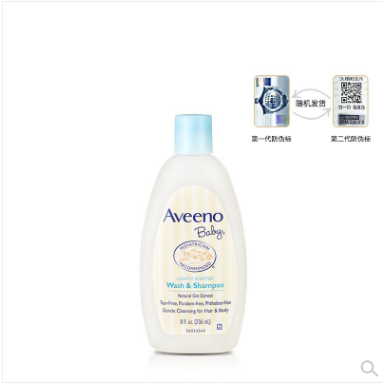 随机发货
第一代防伪标
第二代防伪标
Aveeno
Baby
PEDIATRICIAN
RECOMMENDED
Wash & Shampoo
Natural Oat Extract
Tear-Free, Paraben-free, Phthalate-free
Gentle Cleansing for Hair & Body
8 fl. oz. (236 mL)